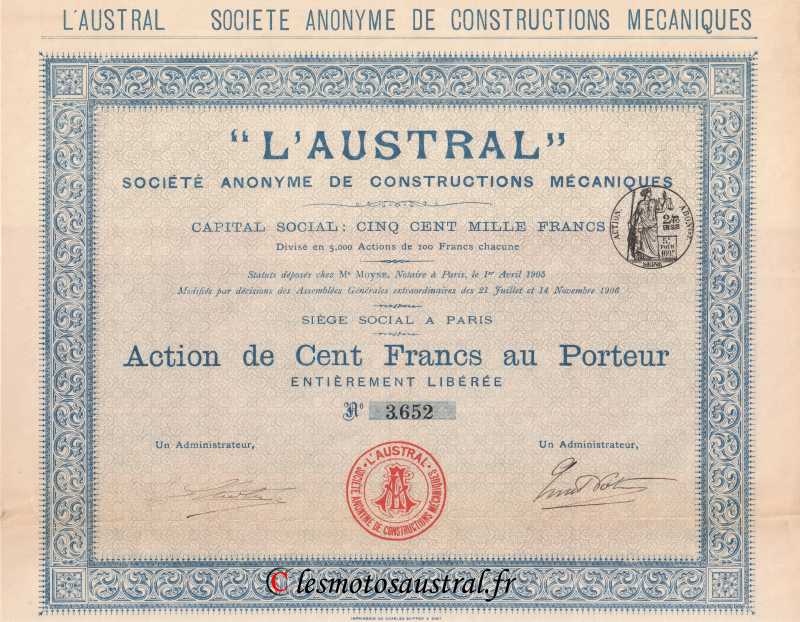 L'AUSTRAL SOCIETE ANONYME DE CONSTRUCTIONS MECANIQUES
"L'AUSTRAL"
SOCIÉTÉ ANONYME DE CONSTRUCTIONS MÉCANIQUES
CAPITAL SOCIAL: CINQ CENT MILLE FRANCS
Divisé en 5,000 Actions de 100 Francs chacune
ACTION ABONNt
Statuts déposés chez Me Moyse, Notaire à Paris, le 1er Avril 1905
Modifiés par décisions des Assemblées Générales extraordinaires des 21 Juillet et 14 Novembre 1906
SIÈGE SOCIAL A PARIS
Action de Cent Francs au Porteur
ENTIÈREMENT LIBÉRÉE
No 3.652
Un Administrateur,
Un Administrateur,
L'AUSTRAL
SOCIÉTÉ ANONYME DE CONSTRUCTIONS MÉCANIQUES
© lesmotosaustral.fr